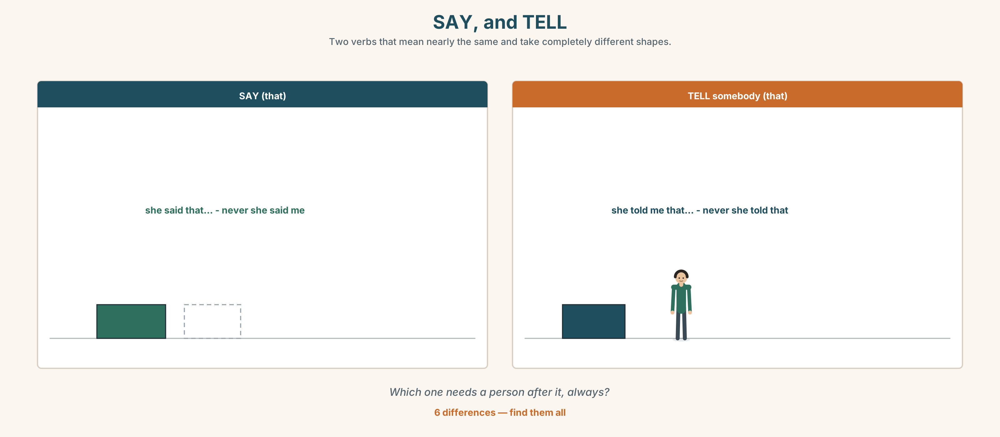 SAY, and TELL
Two verbs that mean nearly the same and take completely different shapes.
SAY (that)
she said that... - never she said me
TELL somebody (that)
she told me that... - never she told that
Which one needs a person after it, always?
6 differences — find them all